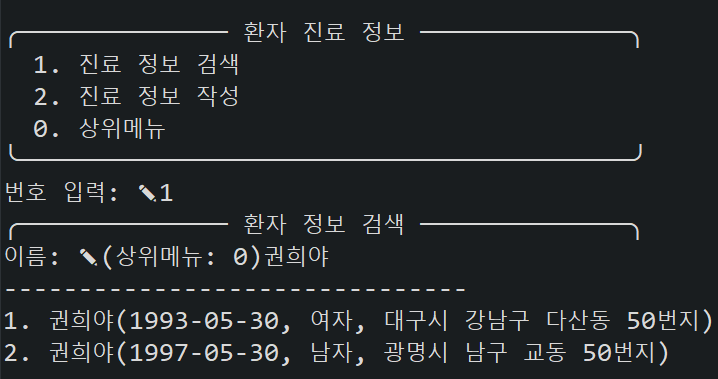 환자 진료 정보
1. 진료 정보 검색
2. 진료 정보 작성
0. 상위메뉴
번호 입력: ✎1
환자 정보 검색
이름: ✎(상위메뉴: 0)권희야
-------------------------------
1. 권희야(1993-05-30, 여자, 대구시 강남구 다산동 50번지)
2. 권희야(1997-05-30, 남자, 광명시 남구 교동 50번지)